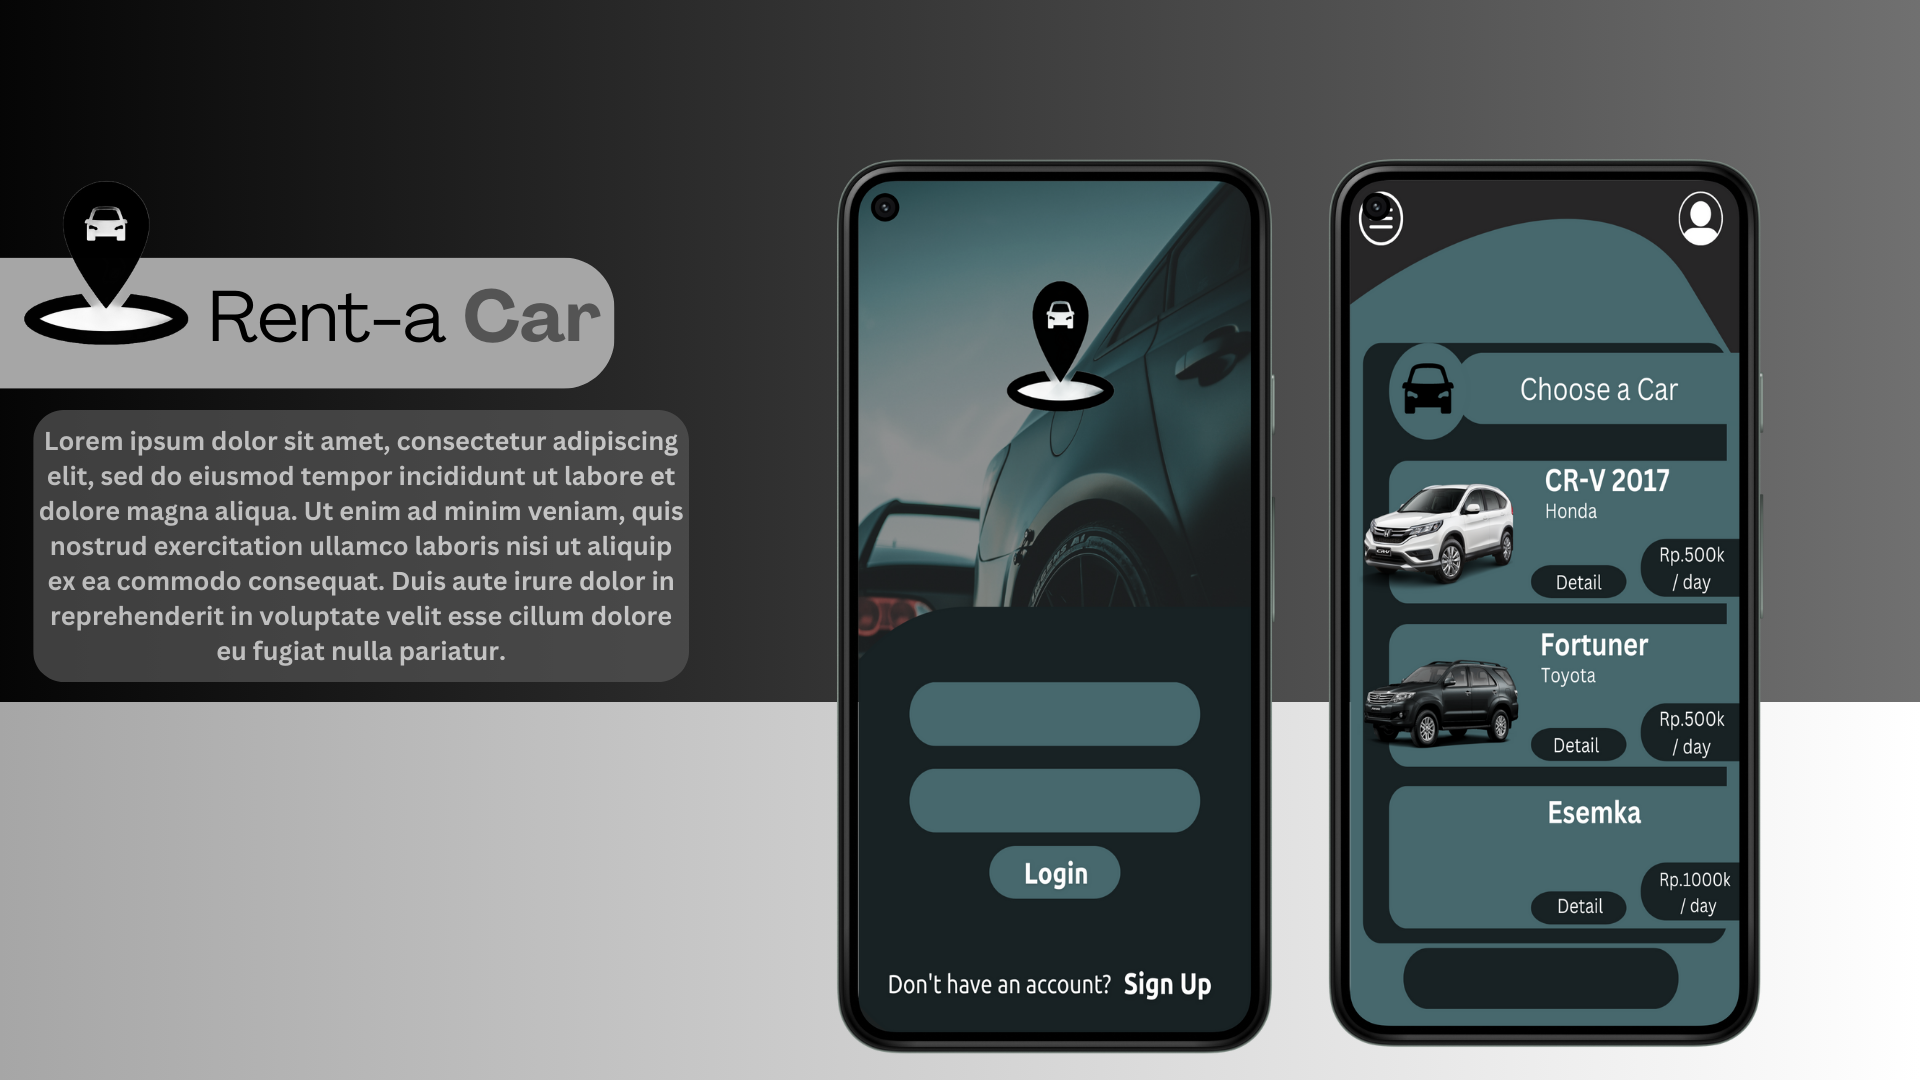 Rent-a Car
Lorem ipsum dolor sit amet, consectetur adipiscing
elit, sed do eiusmod tempor incididunt ut labore et
dolore magna aliqua. Ut enim ad minim veniam, quis
nostrud exercitation ullamco laboris nisi ut aliquip
ex ea commodo consequat. Duis aute irure dolor in
reprehenderit in voluptate velit esse cillum dolore
eu fugiat nulla pariatur.
Login
Don't have an account? Sign Up
Choose a Car
CR-V 2017
Honda
Detail
Rp.500k
/ day
Fortuner
Toyota
Detail
Rp.500k
/ day
Esemka
Detail
Rp.1000k
/ day